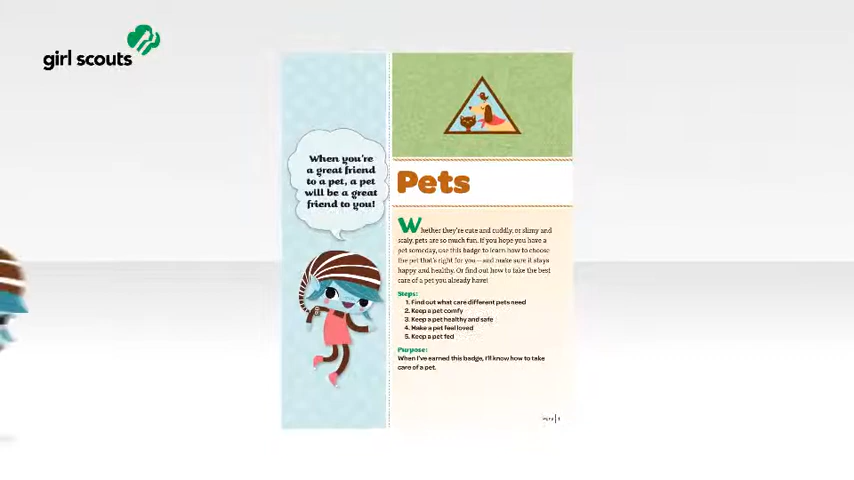 girl scouts
When you're
a great friend
to a pet, a pet
will be a great
friend to you!
Pets
Whether they're cute and cuddly, or slimy and
scaly, pets are so much fun. If you hope you have a
pet someday, use this badge to learn how to choose
the pet that's right for you—and make sure it stays
happy and healthy. Or find out how to take the best
care of a pet you already have!
Steps:
1. Find out what care different pets need
2. Keep a pet comfy
3. Keep a pet healthy and safe
4. Make a pet feel loved
5. Keep a pet fed
Purpose:
When I've earned this badge, I'll know how to take
care of a pet.